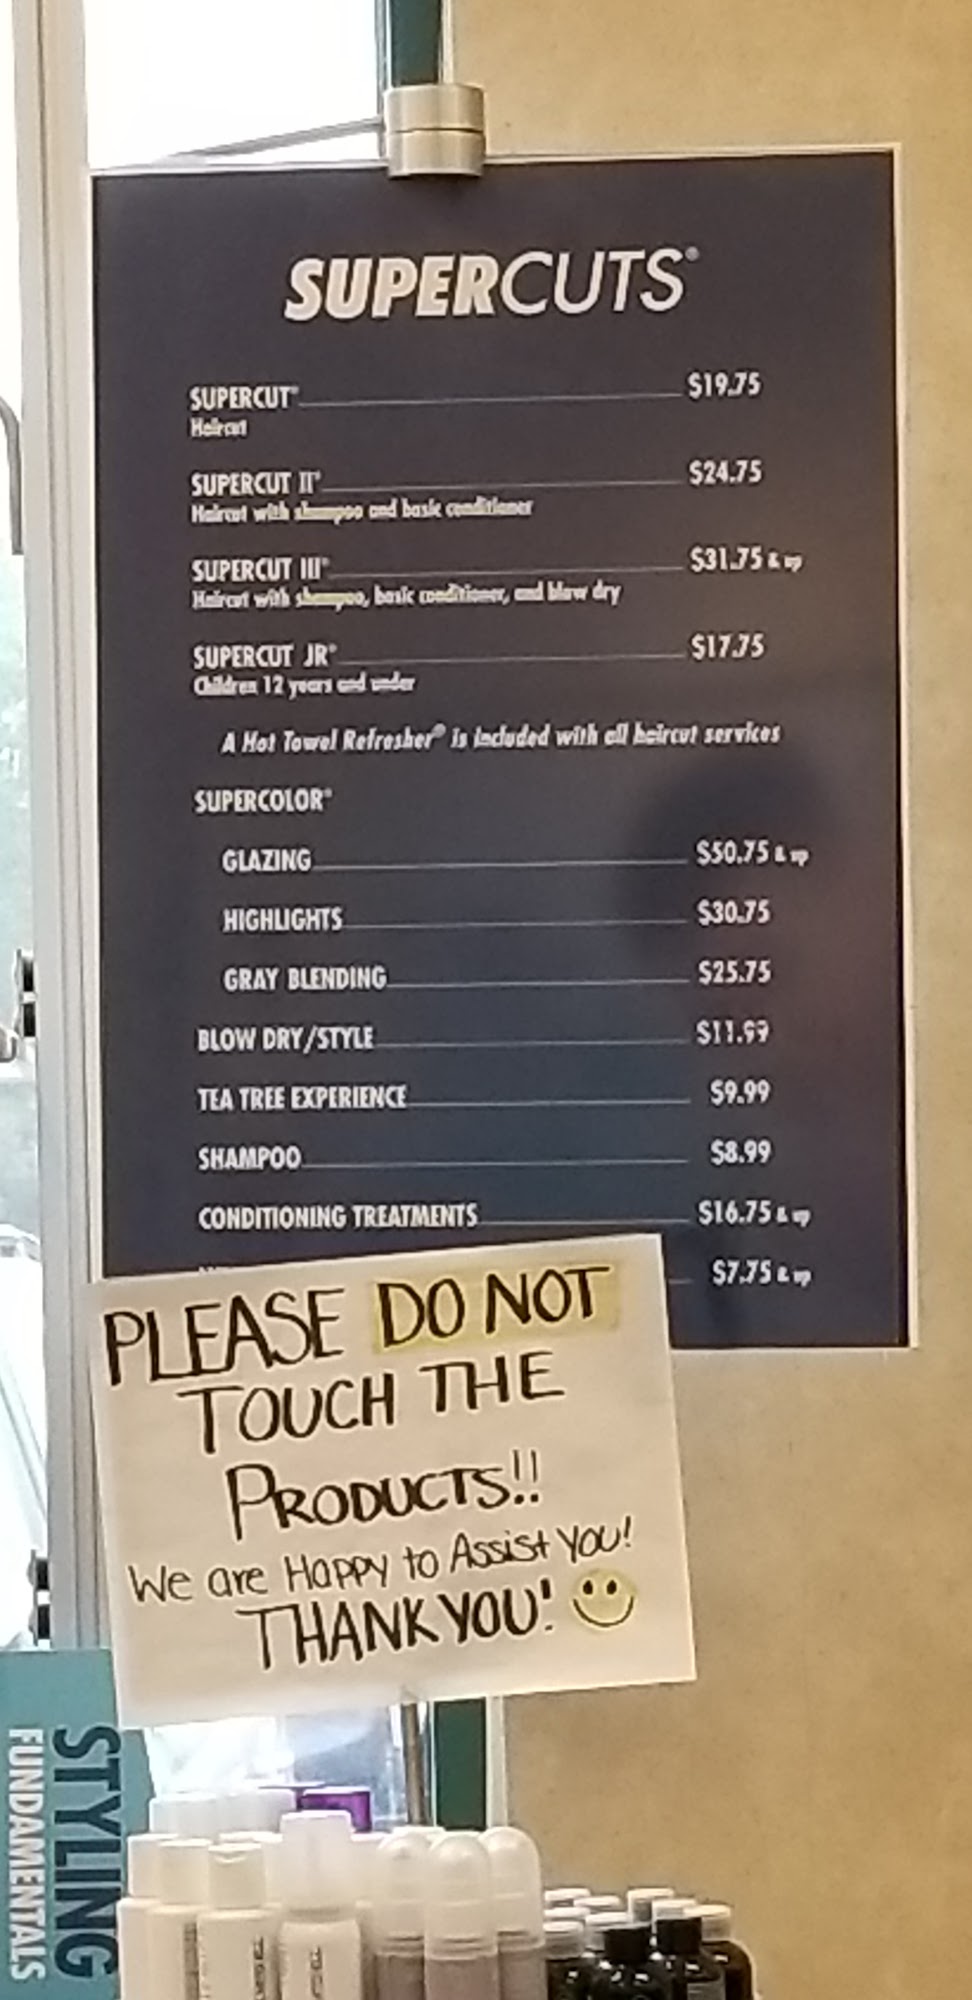 SUPERCUTS®
SUPERCUT® $19.75
Haircut
SUPERCUT II® $24.75
Haircut with shampoo and basic conditioner
SUPERCUT III® $31.75 & up
Haircut with shampoo, basic conditioner, and blow dry
SUPERCUT JR® $17.75
Children 12 years and under
A Hot Towel Refresher® is included with all haircut services
SUPERCOLOR®
GLAZING $50.75 & up
HIGHLIGHTS $30.75
GRAY BLENDING $25.75
BLOW DRY/STYLE $11.99
TEA TREE EXPERIENCE $9.99
SHAMPOO $8.99
CONDITIONING TREATMENTS $16.75 & up
$7.75 & up
PLEASE DO NOT
TOUCH THE
PRODUCTS!!
We are Happy to Assist You!
THANK YOU!
STYLING
FUNDAMENTALS